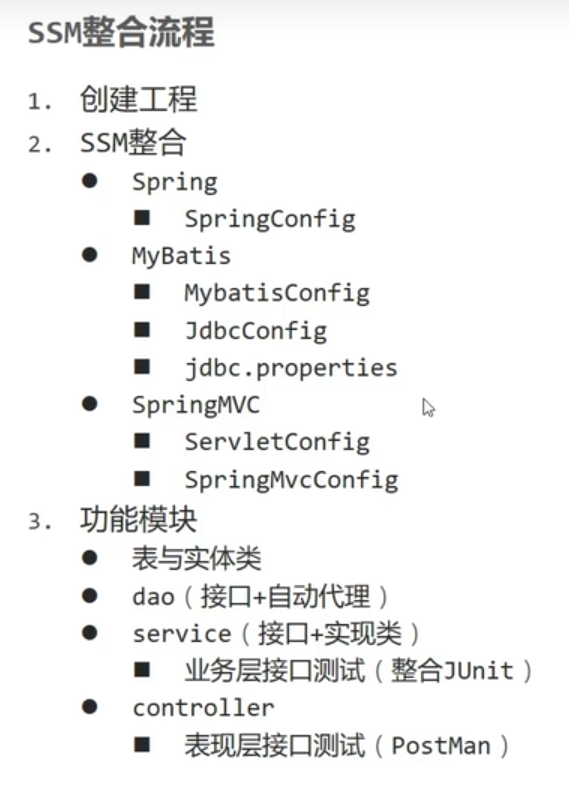 SSM整合流程
1. 创建工程
2. SSM整合
● Spring
■ SpringConfig
● MyBatis
■ MybatisConfig
■ JdbcConfig
■ jdbc.properties
● SpringMVC
■ ServletConfig
■ SpringMvcConfig
3. 功能模块
● 表与实体类
● dao（接口+自动代理）
● service（接口+实现类）
■ 业务层接口测试（整合JUnit）
● controller
■ 表现层接口测试（PostMan）